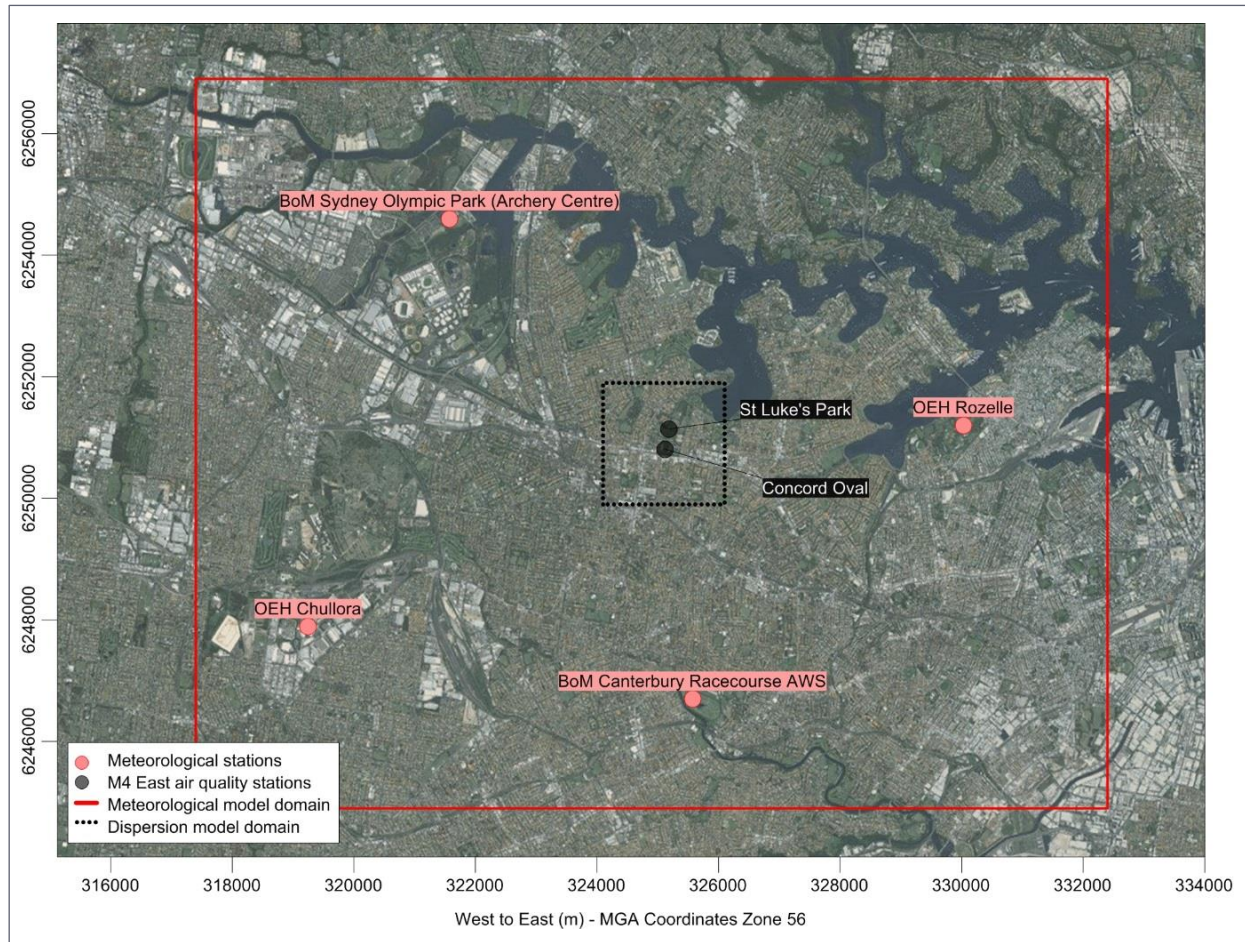 6256000
BoM Sydney Olympic Park (Archery Centre)
6254000
6252000
St Luke's Park
OEH Rozelle
6250000
Concord Oval
OEH Chullora
6248000
BoM Canterbury Racecourse AWS
6246000
Meteorological stations
M4 East air quality stations
Meteorological model domain
Dispersion model domain
316000 318000 320000 322000 324000 326000 328000 330000 332000 334000
West to East (m) - MGA Coordinates Zone 56